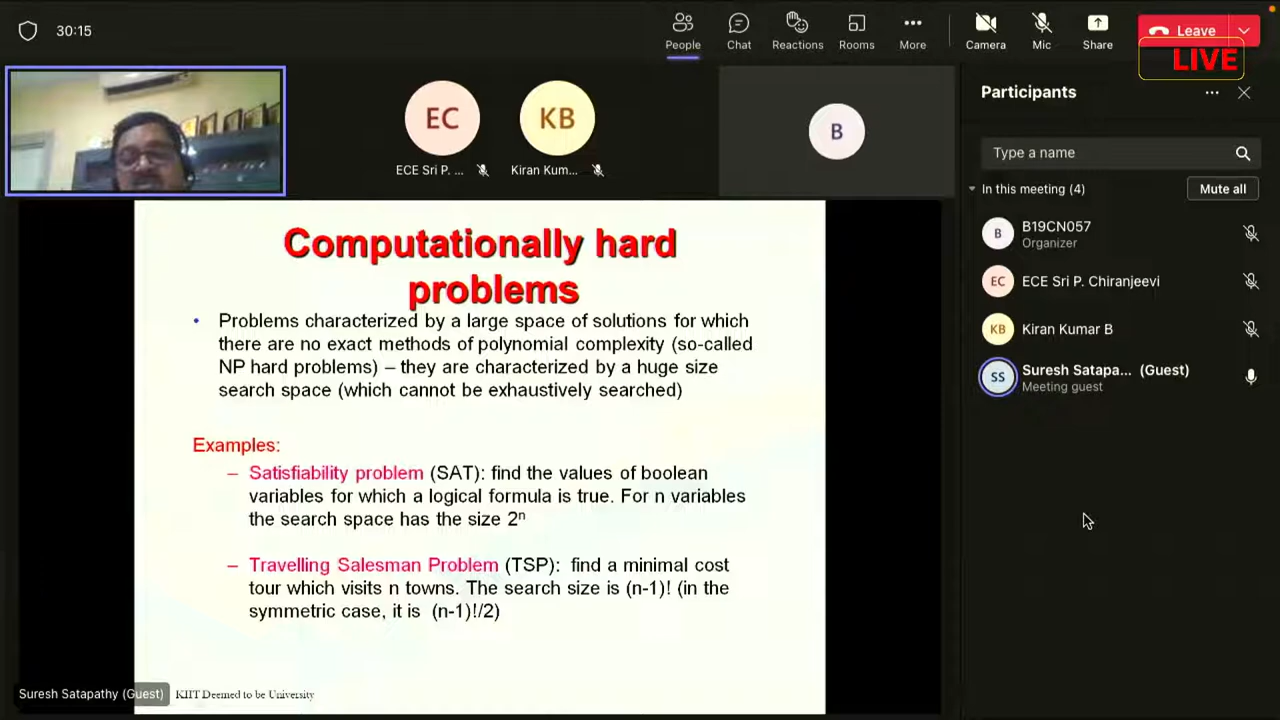 30:15
People
Chat
Reactions
Rooms
More
Camera
Mic
Share
Leave
LIVE
EC
ECE Sri P. ...
KB
Kiran Kum...
B
Participants
Type a name
In this meeting (4)
Mute all
B
B19CN057
Organizer
EC
ECE Sri P. Chiranjeevi
KB
Kiran Kumar B
SS
Suresh Satapa... (Guest)
Meeting guest
Computationally hard
problems
• Problems characterized by a large space of solutions for which
there are no exact methods of polynomial complexity (so-called
NP hard problems) – they are characterized by a huge size
search space (which cannot be exhaustively searched)
Examples:
– Satisfiability problem (SAT): find the values of boolean
variables for which a logical formula is true. For n variables
the search space has the size 2ⁿ
– Travelling Salesman Problem (TSP): find a minimal cost
tour which visits n towns. The search size is (n-1)! (in the
symmetric case, it is (n-1)!/2)
Suresh Satapathy (Guest)
KIIT Deemed to be University